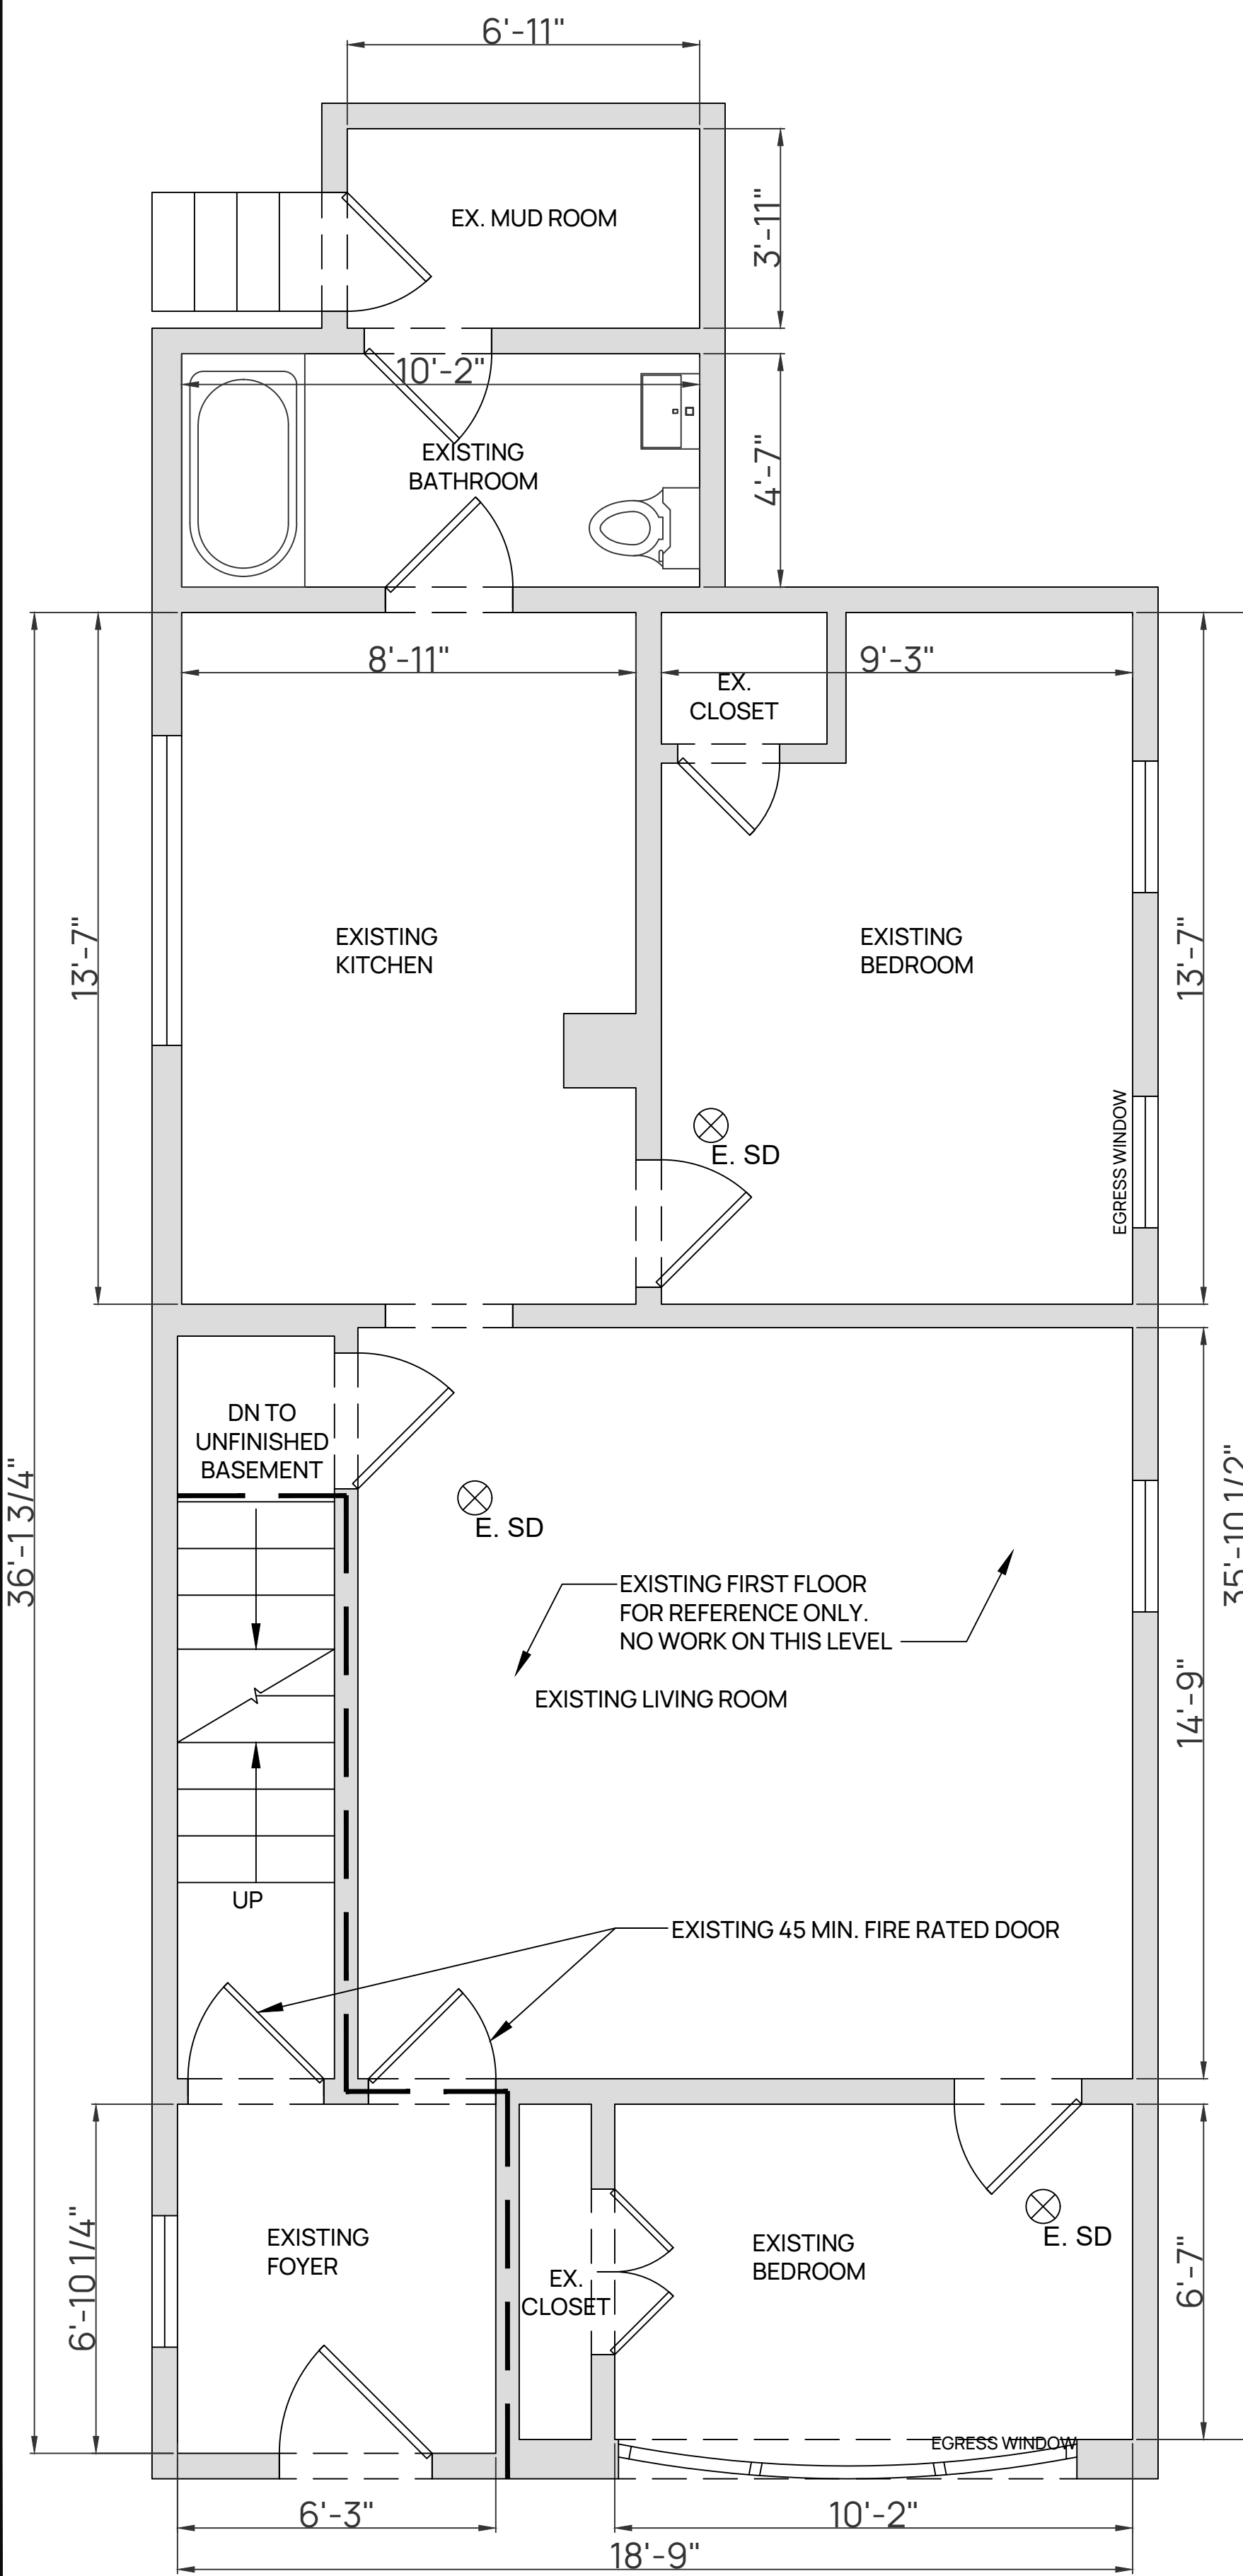 6'-11"
EX. MUD ROOM
3'-11"
10'-2"
EXISTING
BATHROOM
4'-7"
8'-11"
9'-3"
EX.
CLOSET
13'-7"
EXISTING
KITCHEN
EXISTING
BEDROOM
13'-7"
E. SD
EGRESS WINDOW
DN TO
UNFINISHED
BASEMENT
36'-1 3/4"
35'-10 1/2"
E. SD
EXISTING FIRST FLOOR
FOR REFERENCE ONLY.
NO WORK ON THIS LEVEL
EXISTING LIVING ROOM
14'-9"
UP
EXISTING 45 MIN. FIRE RATED DOOR
6'-10 1/4"
EXISTING
FOYER
EX.
CLOSET
EXISTING
BEDROOM
E. SD
6'-7"
EGRESS WINDOW
6'-3"
10'-2"
18'-9"